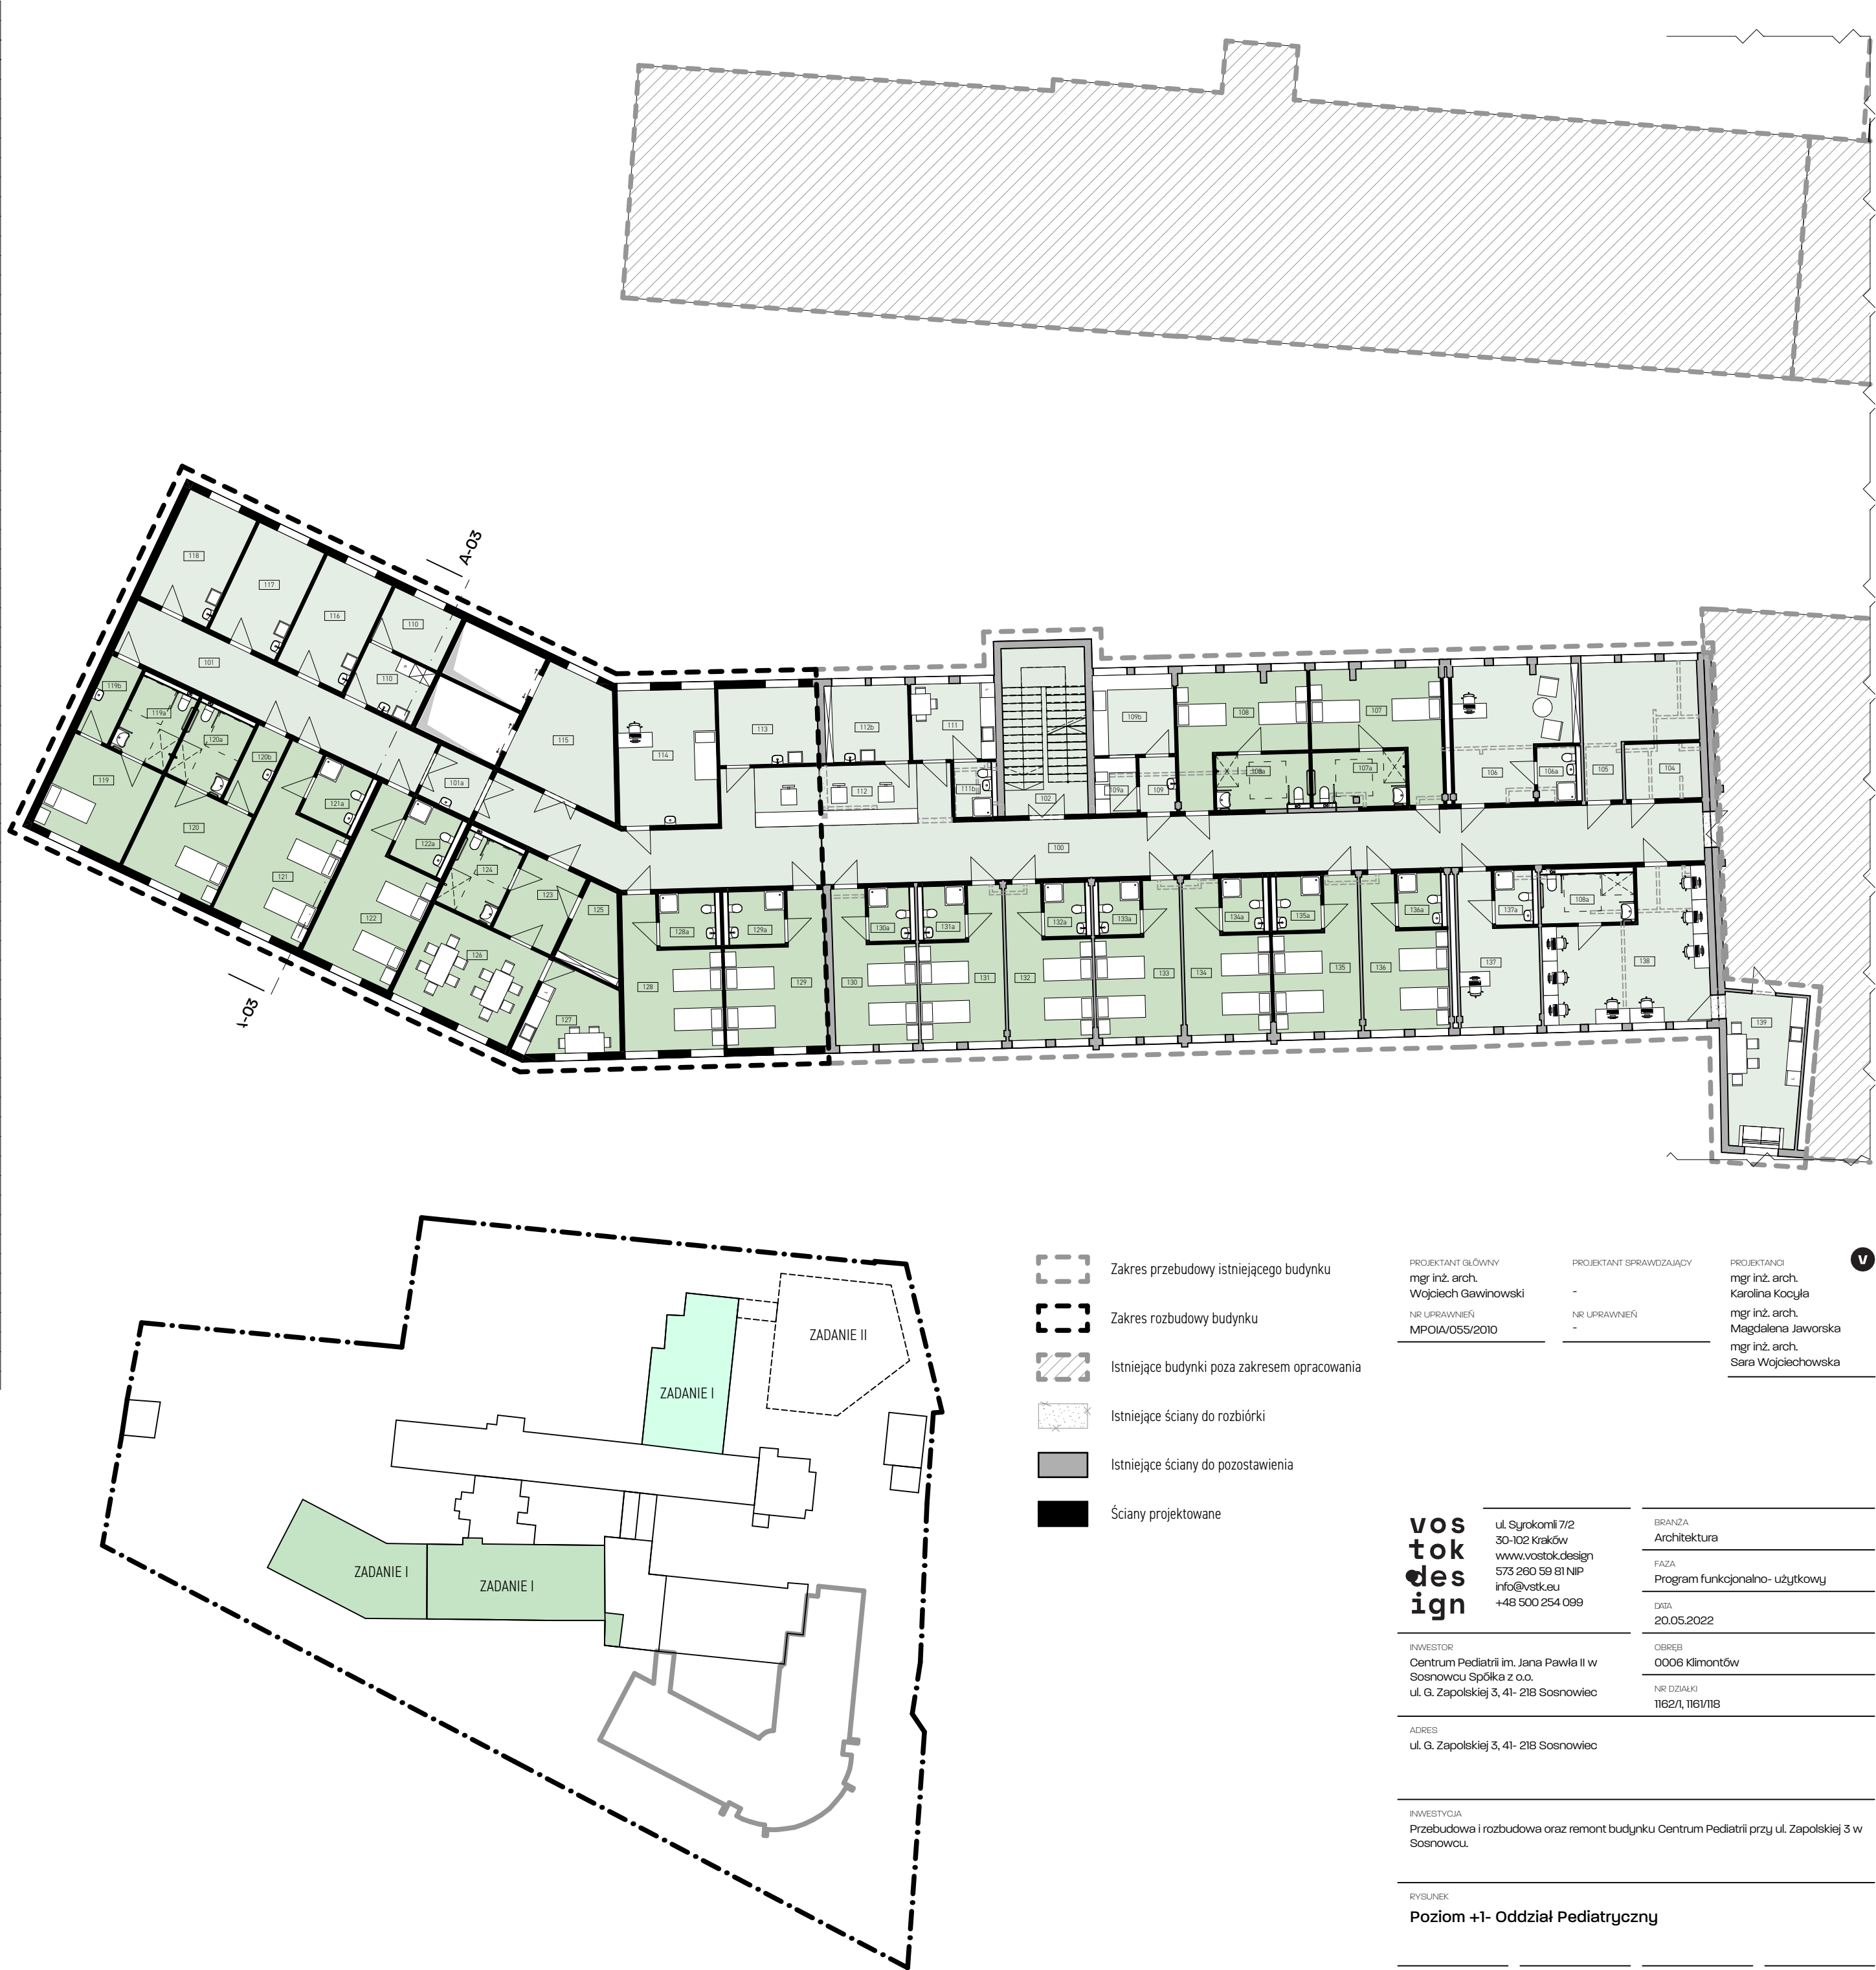 A-03
118
117
116
110
101
110
119b
119a
120a
120b
119
120
121a
121
122a
122
101a
115
124
123
125
126
127
114
113
112b
111
112
111b
102
109b
109a
109
108
107
108a
107a
106
106a
105
104
100
128a
129a
130a
131a
132a
133a
134a
135a
136a
137a
108a
128
129
130
131
132
133
134
135
136
137
138
139
A-03
ZADANIE II
ZADANIE I
ZADANIE I
ZADANIE I
Zakres przebudowy istniejącego budynku
Zakres rozbudowy budynku
Istniejące budynki poza zakresem opracowania
Istniejące ściany do rozbiórki
Istniejące ściany do pozostawienia
Ściany projektowane
PROJEKTANT GŁÓWNY
mgr inż. arch.
Wojciech Gawinowski
NR UPRAWNIEŃ
MPOIA/055/2010
PROJEKTANT SPRAWDZAJĄCY
-
NR UPRAWNIEŃ
-
PROJEKTANCI
mgr inż. arch.
Karolina Kocyła
mgr inż. arch.
Magdalena Jaworska
mgr inż. arch.
Sara Wojciechowska
v
vos
tok
des
ign
ul. Syrokomli 7/2
30-102 Kraków
www.vostok.design
573 260 59 81 NIP
info@vstk.eu
+48 500 254 099
BRANŻA
Architektura
FAZA
Program funkcjonalno- użytkowy
DATA
20.05.2022
INWESTOR
Centrum Pediatrii im. Jana Pawła II w
Sosnowcu Spółka z o.o.
ul. G. Zapolskiej 3, 41- 218 Sosnowiec
OBRĘB
0006 Klimontów
NR DZIAŁKI
1162/1, 1161/118
ADRES
ul. G. Zapolskiej 3, 41- 218 Sosnowiec
INWESTYCJA
Przebudowa i rozbudowa oraz remont budynku Centrum Pediatrii przy ul. Zapolskiej 3 w
Sosnowcu.
RYSUNEK
Poziom +1- Oddział Pediatryczny